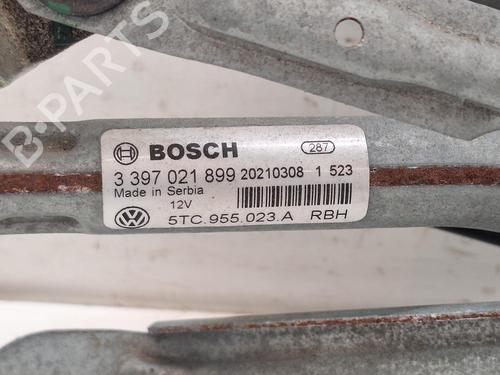 BOSCH 287
3 397 021 899 20210308 1 523
Made in Serbia
12V
5TC.955.023.A RBH
B-PARTS